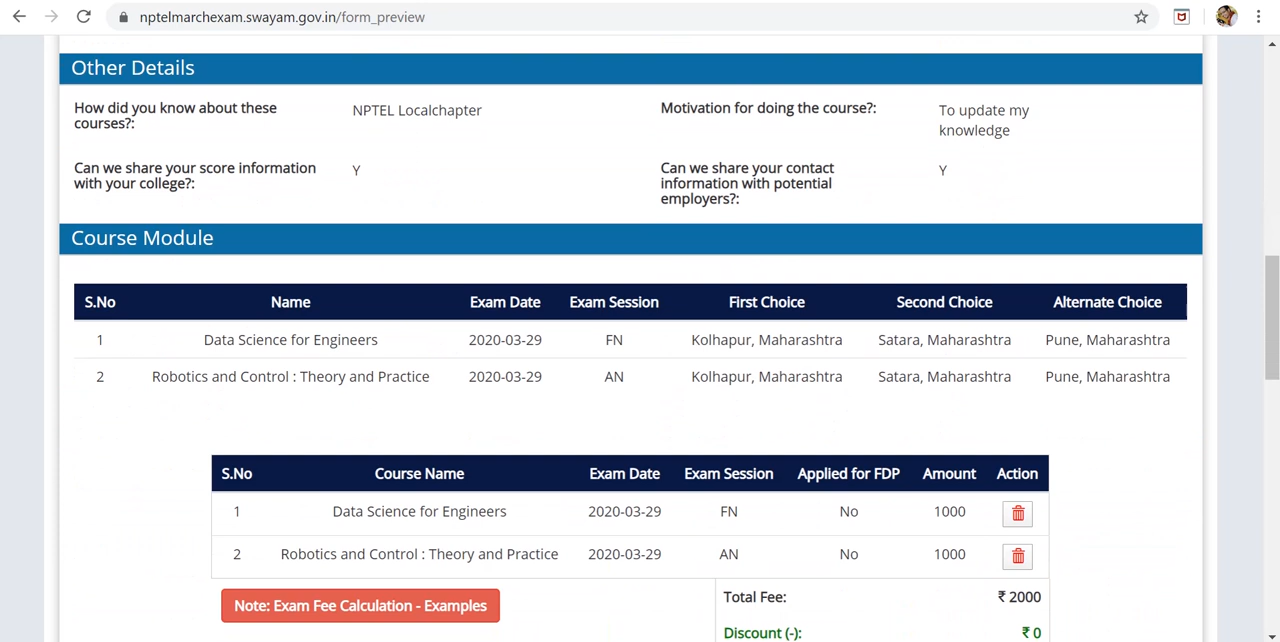 nptelmarchexam.swayam.gov.in/form_preview
Other Details
How did you know about these courses?: NPTEL Localchapter Motivation for doing the course?: To update my knowledge
Can we share your score information with your college?: Y Can we share your contact information with potential employers?: Y
Course Module
S.No Name Exam Date Exam Session First Choice Second Choice Alternate Choice
1 Data Science for Engineers 2020-03-29 FN Kolhapur, Maharashtra Satara, Maharashtra Pune, Maharashtra
2 Robotics and Control : Theory and Practice 2020-03-29 AN Kolhapur, Maharashtra Satara, Maharashtra Pune, Maharashtra
S.No Course Name Exam Date Exam Session Applied for FDP Amount Action
1 Data Science for Engineers 2020-03-29 FN No 1000
2 Robotics and Control : Theory and Practice 2020-03-29 AN No 1000
Note: Exam Fee Calculation - Examples Total Fee: ₹ 2000
Discount (-): ₹ 0